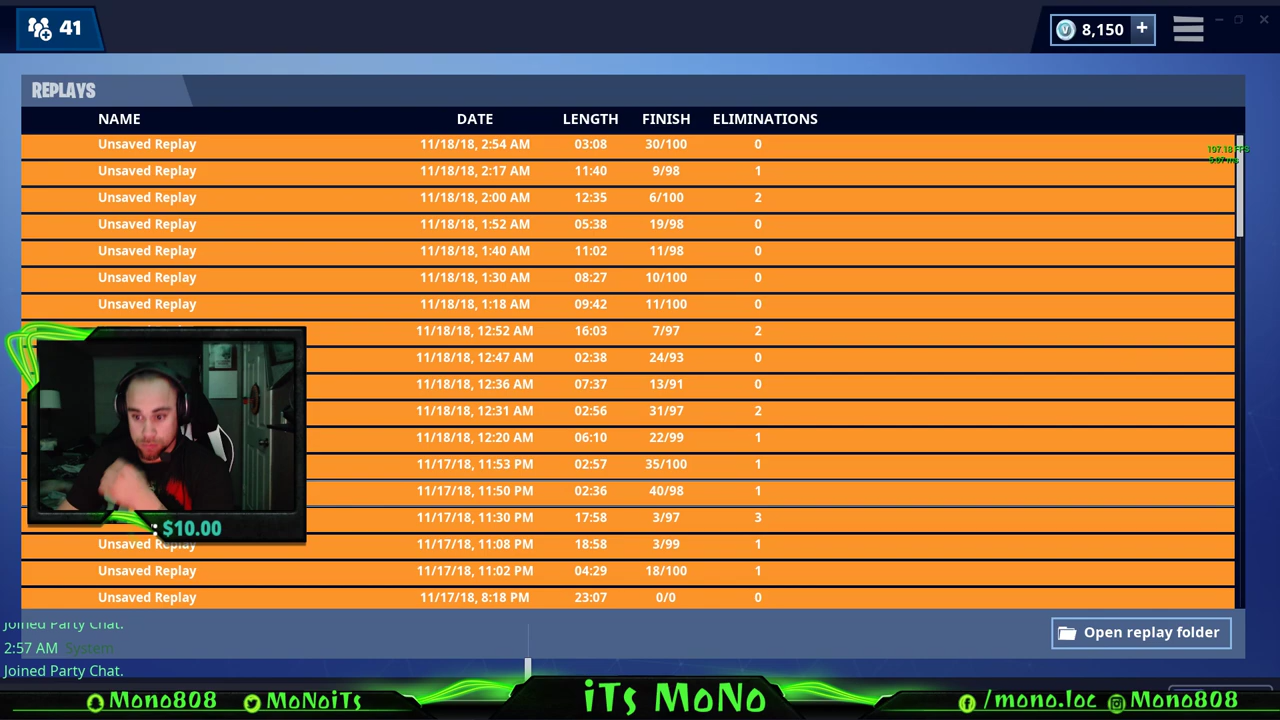 41
8,150 +
REPLAYS
NAME DATE LENGTH FINISH ELIMINATIONS
Unsaved Replay 11/18/18, 2:54 AM 03:08 30/100 0
197.18 FPS
Unsaved Replay 11/18/18, 2:17 AM 11:40 9/98 1
Unsaved Replay 11/18/18, 2:00 AM 12:35 6/100 2
Unsaved Replay 11/18/18, 1:52 AM 05:38 19/98 0
Unsaved Replay 11/18/18, 1:40 AM 11:02 11/98 0
Unsaved Replay 11/18/18, 1:30 AM 08:27 10/100 0
Unsaved Replay 11/18/18, 1:18 AM 09:42 11/100 0
11/18/18, 12:52 AM 16:03 7/97 2
11/18/18, 12:47 AM 02:38 24/93 0
11/18/18, 12:36 AM 07:37 13/91 0
11/18/18, 12:31 AM 02:56 31/97 2
11/18/18, 12:20 AM 06:10 22/99 1
11/17/18, 11:53 PM 02:57 35/100 1
11/17/18, 11:50 PM 02:36 40/98 1
11/17/18, 11:30 PM 17:58 3/97 3
: $10.00
Unsaved Replay 11/17/18, 11:08 PM 18:58 3/99 1
Unsaved Replay 11/17/18, 11:02 PM 04:29 18/100 1
Unsaved Replay 11/17/18, 8:18 PM 23:07 0/0 0
Joined Party Chat.
Open replay folder
2:57 AM System
Joined Party Chat.
Mono808 MoNoiTs iTs MoNo /mono.loc Mono808